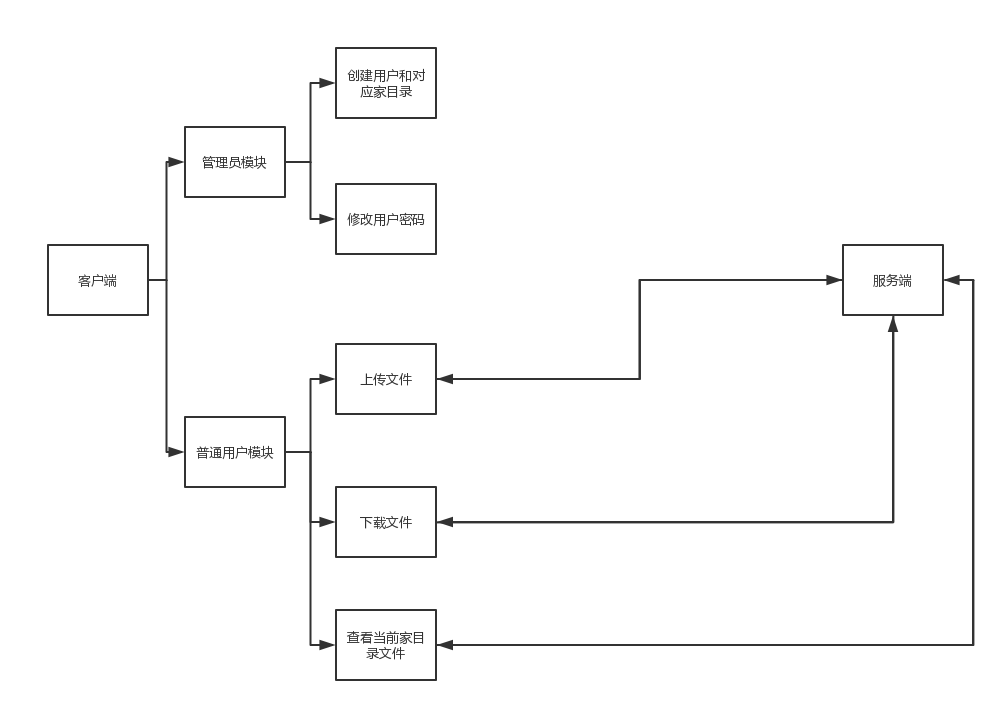 创建用户和对
应家目录
管理员模块
修改用户密码
客户端
服务端
上传文件
普通用户模块
下载文件
查看当前家目
录文件